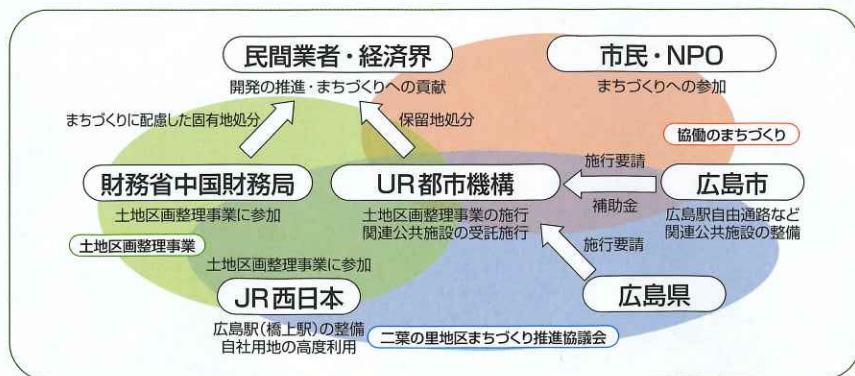 民間業者・経済界
開発の推進・まちづくりへの貢献
市民・NPO
まちづくりへの参加
まちづくりに配慮した固有地処分
保留地処分
協働のまちづくり
財務省中国財務局
土地区画整理事業に参加
UR都市機構
土地区画整理事業の施行
関連公共施設の受託施行
施行要請
補助金
広島市
広島駅自由通路など
関連公共施設の整備
土地区画整理事業
土地区画整理事業に参加
施行要請
JR西日本
広島駅(橋上駅)の整備
自社用地の高度利用
広島県
二葉の里地区まちづくり推進協議会